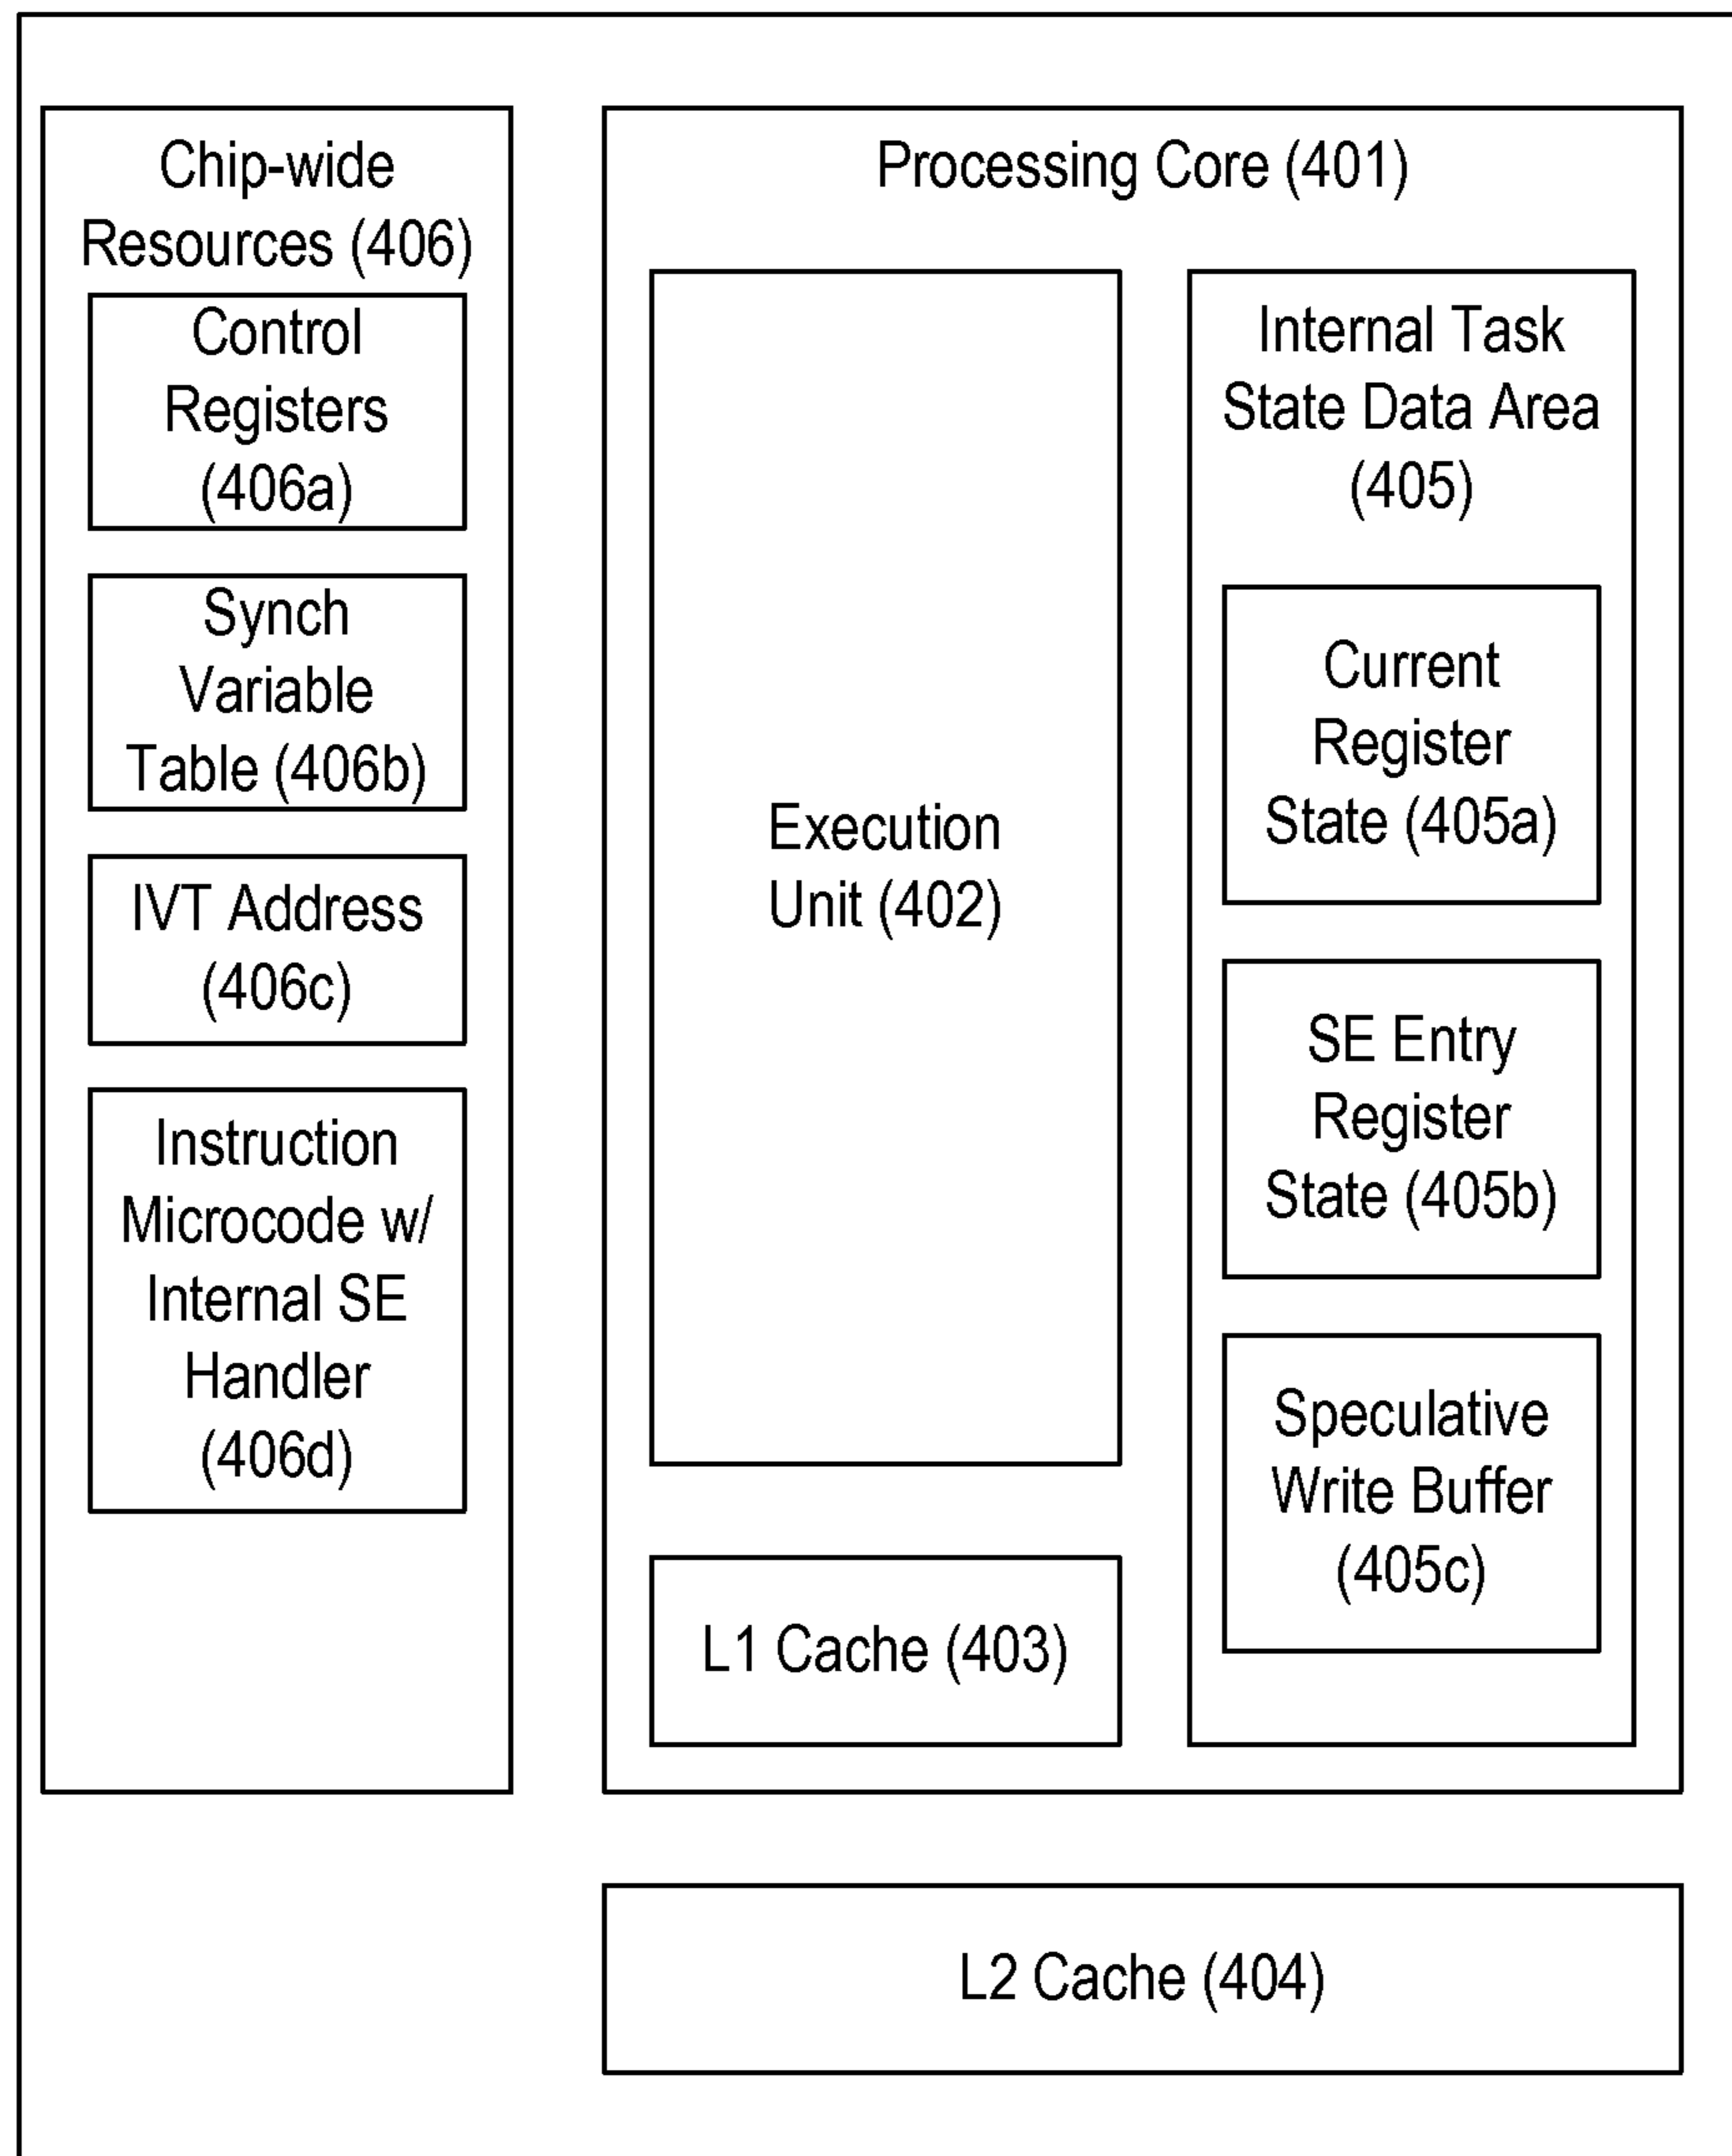 Chip-wide
Resources (406)
Control
Registers
(406a)
Synch
Variable
Table (406b)
IVT Address
(406c)
Instruction
Microcode w/
Internal SE
Handler
(406d)
Processing Core (401)
Execution
Unit (402)
L1 Cache (403)
Internal Task
State Data Area
(405)
Current
Register
State (405a)
SE Entry
Register
State (405b)
Speculative
Write Buffer
(405c)
L2 Cache (404)